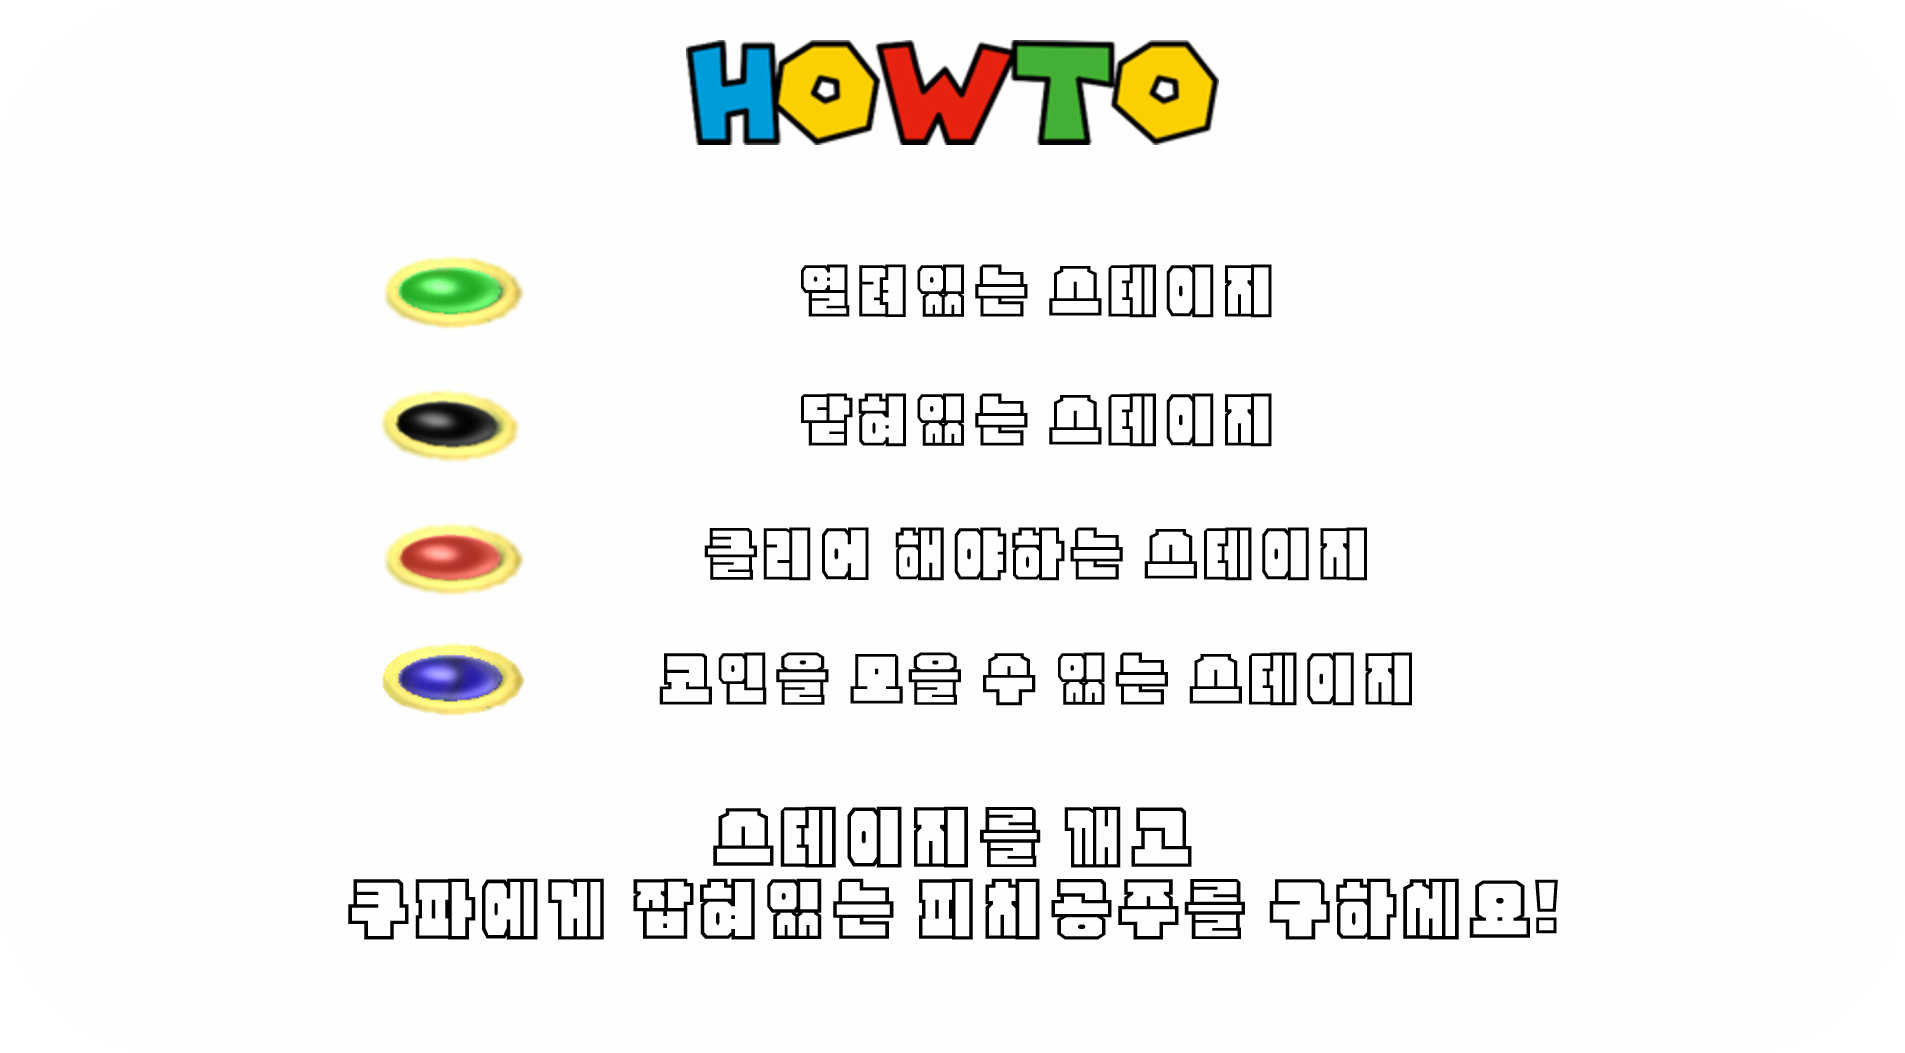 HOWTO
열려있는 스테이지
닫혀있는 스테이지
클리어 해야하는 스테이지
코인을 모을 수 있는 스테이지
스테이지를 깨고
쿠파에게 잡혀있는 피치공주를 구하세요!